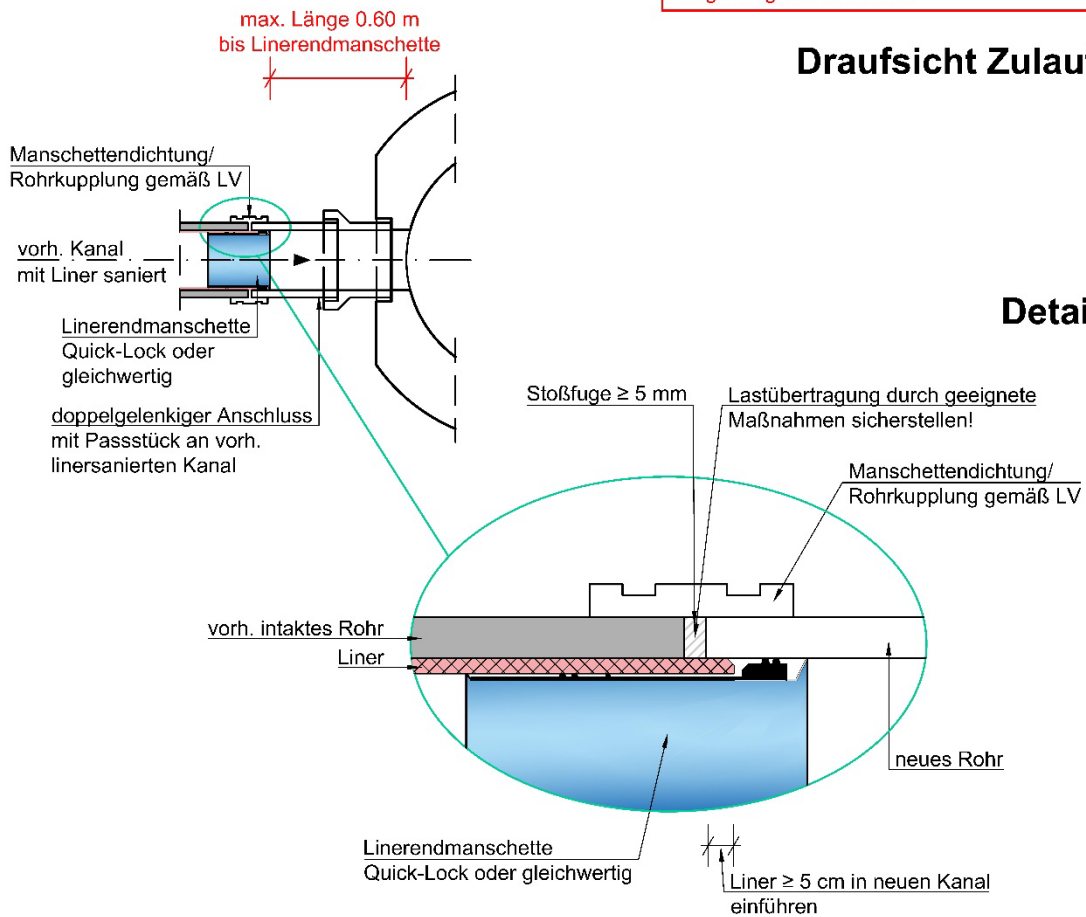 max. Länge 0.60 m
bis Linerendmanschette
Draufsicht Zulauf
Manschettendichtung/
Rohrkupplung gemäß LV
vorh. Kanal
mit Liner saniert
Linerendmanschette
Quick-Lock oder
gleichwertig
doppelgelenkiger Anschluss
mit Passstück an vorh.
linersanierten Kanal
Detai
Stoßfuge ≥ 5 mm
Lastübertragung durch geeignete
Maßnahmen sicherstellen!
Manschettendichtung/
Rohrkupplung gemäß LV
vorh. intaktes Rohr
Liner
neues Rohr
Linerendmanschette
Quick-Lock oder gleichwertig
Liner ≥ 5 cm in neuen Kanal
einführen